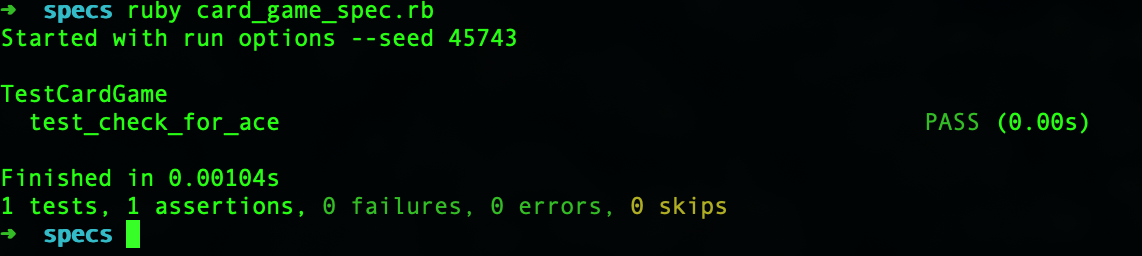 ➜ specs ruby card_game_spec.rb
Started with run options --seed 45743
TestCardGame
test_check_for_ace PASS (0.00s)
Finished in 0.00104s
1 tests, 1 assertions, 0 failures, 0 errors, 0 skips
➜ specs